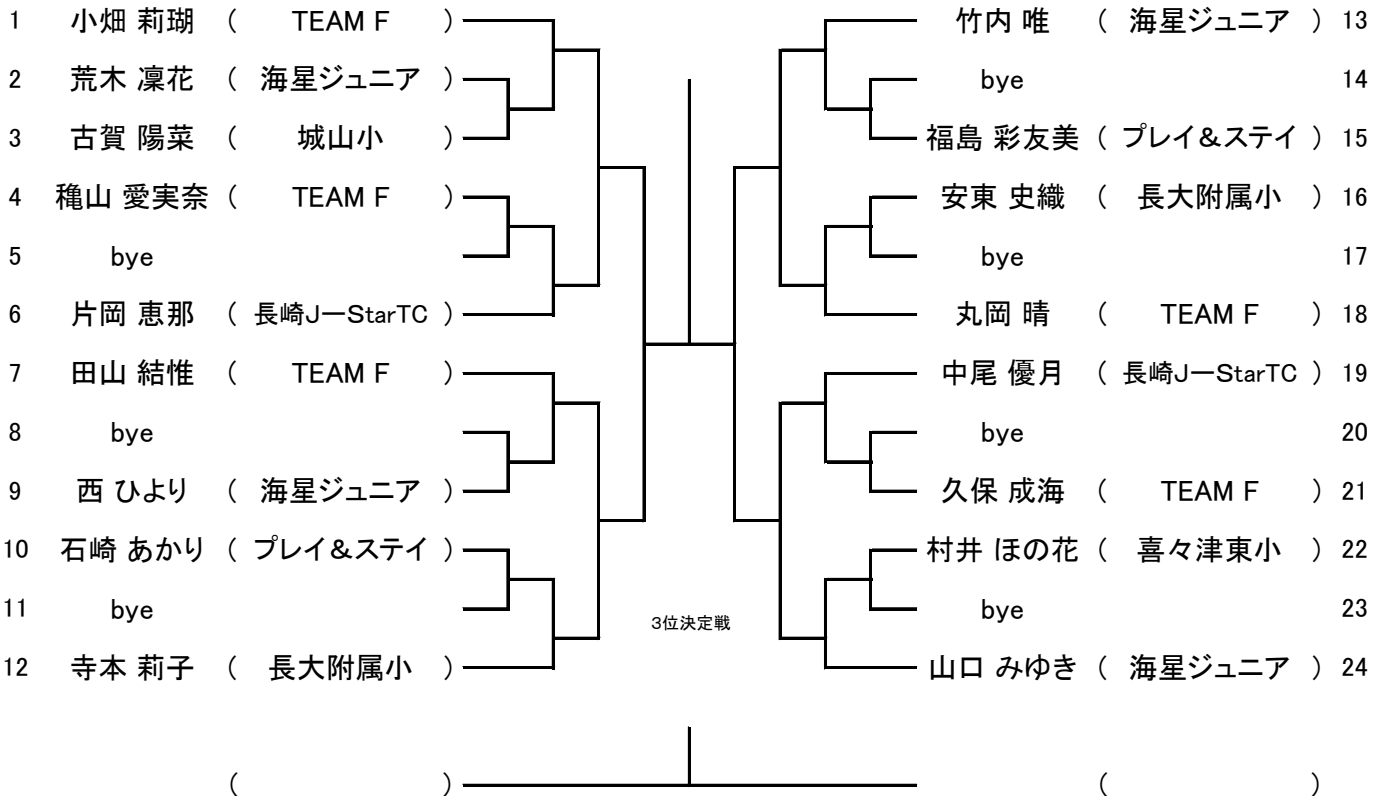 1 小畑 莉瑚 ( TEAM F )
2 荒木 凜花 ( 海星ジュニア )
3 古賀 陽菜 ( 城山小 )
4 穐山 愛実奈 ( TEAM F )
5 bye
6 片岡 恵那 ( 長崎J－StarTC )
7 田山 結惟 ( TEAM F )
8 bye
9 西 ひより ( 海星ジュニア )
10 石崎 あかり ( プレイ&ステイ )
11 bye
12 寺本 莉子 ( 長大附属小 )
竹内 唯 ( 海星ジュニア ) 13
bye 14
福島 彩友美 ( プレイ&ステイ ) 15
安東 史織 ( 長大附属小 ) 16
bye 17
丸岡 晴 ( TEAM F ) 18
中尾 優月 ( 長崎J－StarTC ) 19
bye 20
久保 成海 ( TEAM F ) 21
村井 ほの花 ( 喜々津東小 ) 22
bye 23
山口 みゆき ( 海星ジュニア ) 24
3位決定戦
( )
( )